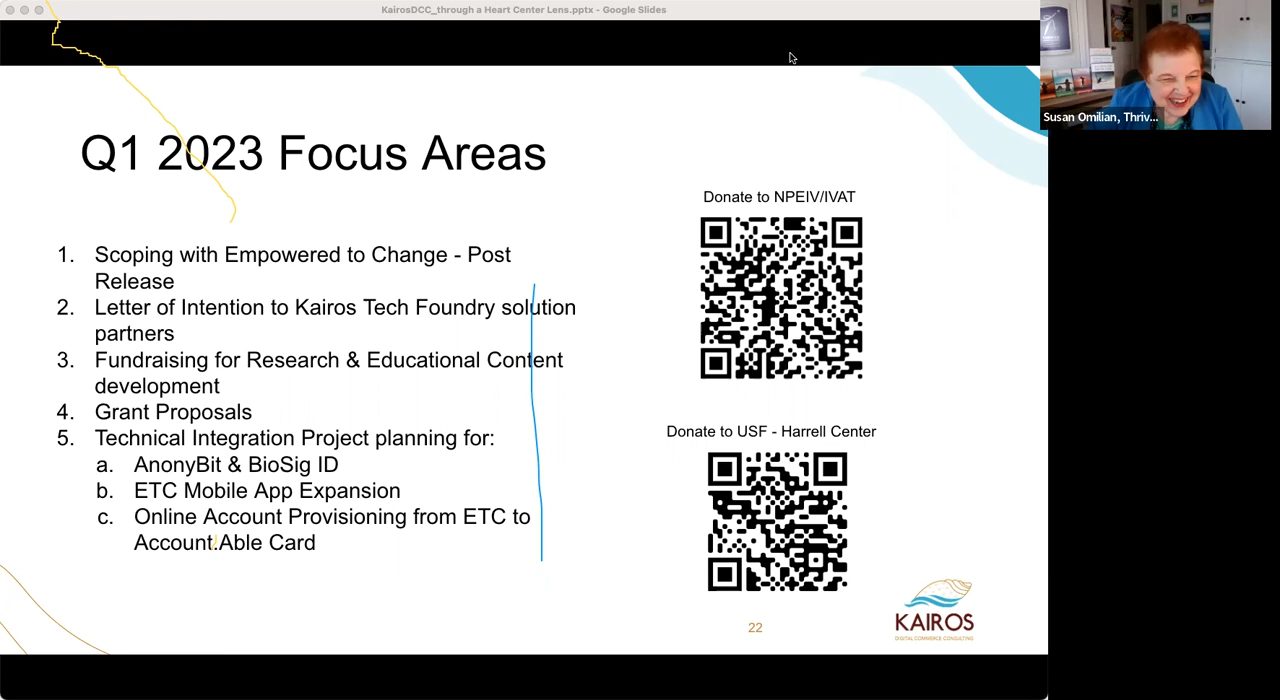 KairosDCC_through a Heart Center Lens.pptx - Google Slides
Susan Omilian, Thriv...
Q1 2023 Focus Areas
1. Scoping with Empowered to Change - Post
Release
2. Letter of Intention to Kairos Tech Foundry solution
partners
3. Fundraising for Research & Educational Content
development
4. Grant Proposals
5. Technical Integration Project planning for:
a. AnonyBit & BioSig ID
b. ETC Mobile App Expansion
c. Online Account Provisioning from ETC to
Account.Able Card
Donate to NPEIV/IVAT
Donate to USF - Harrell Center
KAIROS
DIGITAL COMMERCE CONSULTING
22